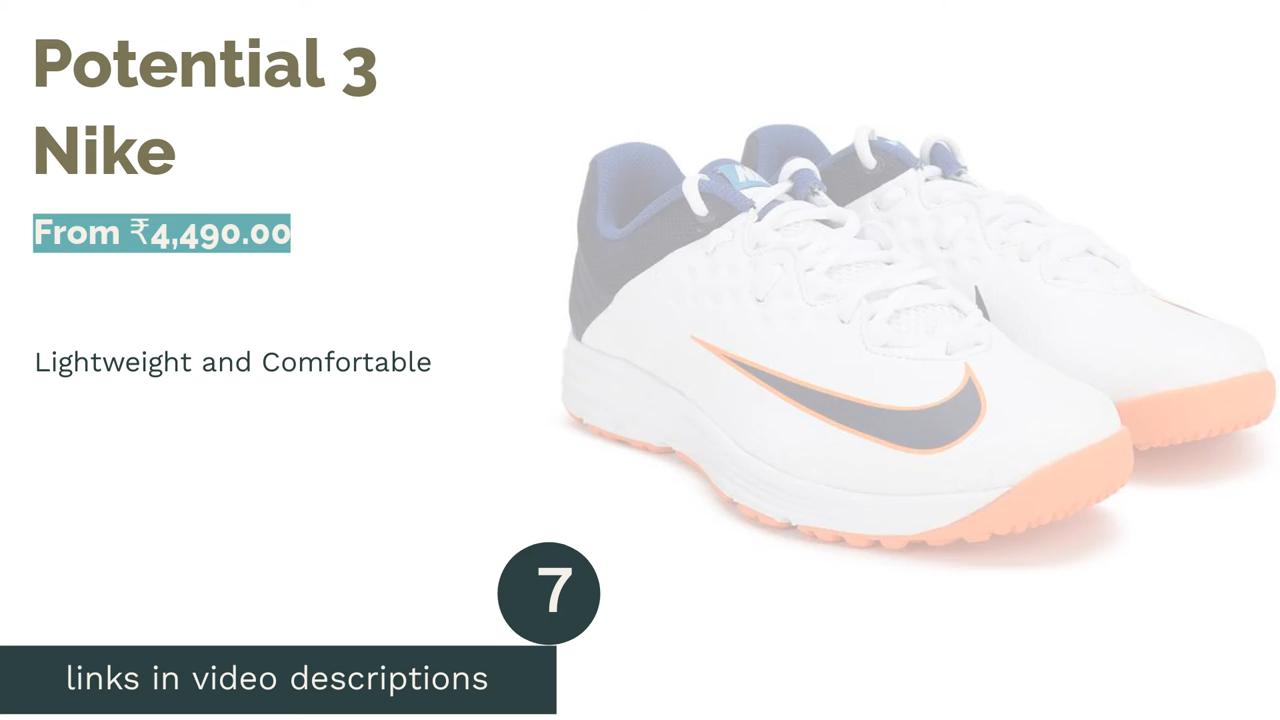 Potential 3
Nike
From ₹4,490.00
Lightweight and Comfortable
7
links in video descriptions